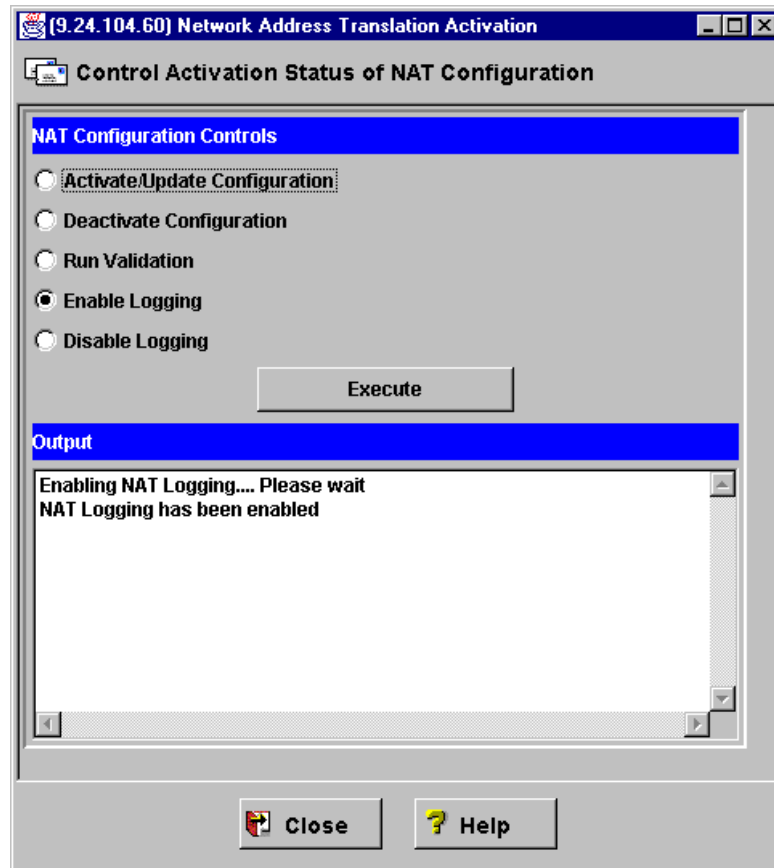 (9.24.104.60) Network Address Translation Activation
Control Activation Status of NAT Configuration
NAT Configuration Controls
Activate/Update Configuration
Deactivate Configuration
Run Validation
Enable Logging
Disable Logging
Execute
Output
Enabling NAT Logging.... Please wait
NAT Logging has been enabled
Close
Help